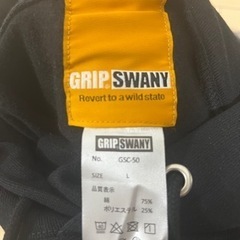 GRIP SWANY
Revert to a wild state
GRIP SWANY
No. GSC-50
SIZE L
品質表示
綿 75%
ポリエステル 25%